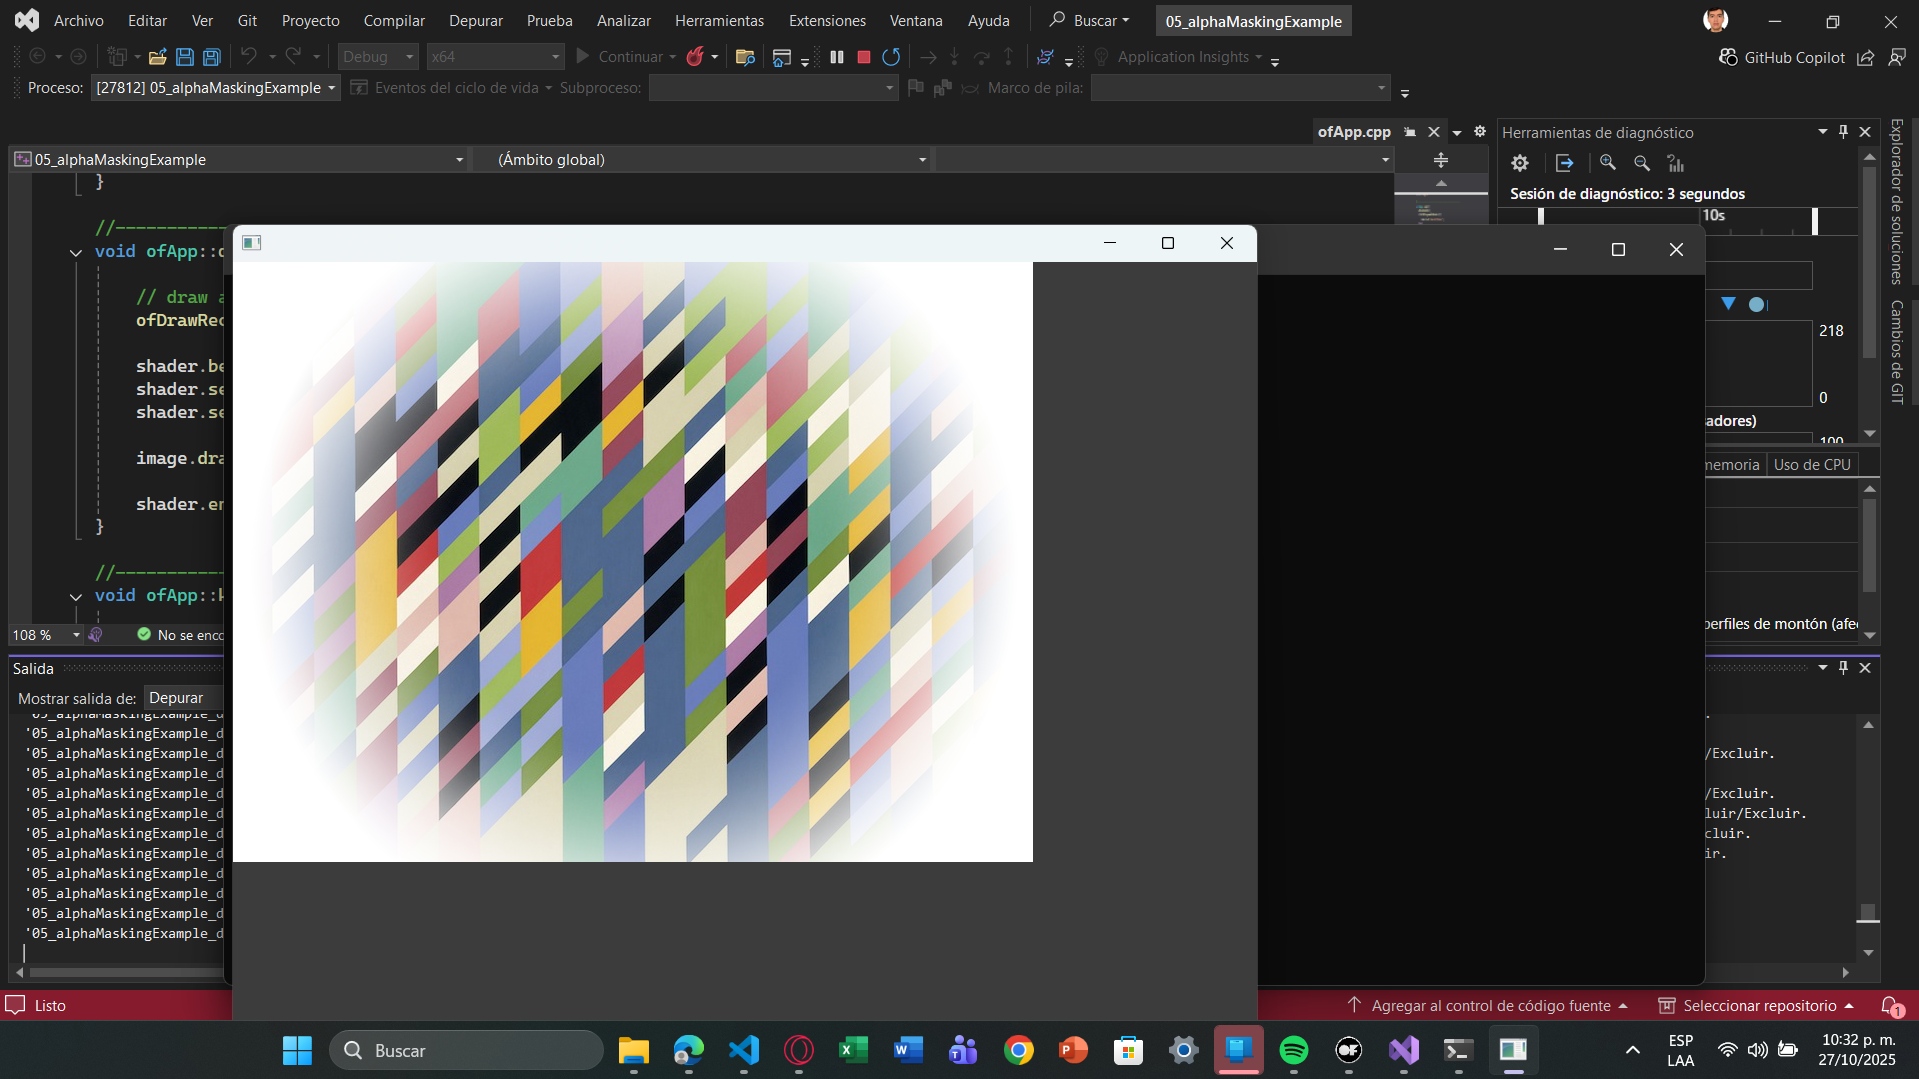 Archivo Editar Ver Git Proyecto Compilar Depurar Prueba Analizar Herramientas Extensiones Ventana Ayuda Buscar 05_alphaMaskingExample
Debug x64 Continuar Application Insights GitHub Copilot
Proceso: [27812] 05_alphaMaskingExample Eventos del ciclo de vida Subproceso: Marco de pila:
ofApp.cpp
05_alphaMaskingExample (Ámbito global)
}
//------------
void ofApp::
// draw a
ofDrawRec
shader.be
shader.se
shader.se
image.dra
shader.en
}
//------------
void ofApp::k
108 % No se enco
Salida
Mostrar salida de: Depurar
'05_alphaMaskingExample_d
'05_alphaMaskingExample_d
'05_alphaMaskingExample_d
'05_alphaMaskingExample_d
'05_alphaMaskingExample_d
'05_alphaMaskingExample_d
'05_alphaMaskingExample_d
'05_alphaMaskingExample_d
'05_alphaMaskingExample_d
'05_alphaMaskingExample_d
'05_alphaMaskingExample_d
'05_alphaMaskingExample_d
Herramientas de diagnóstico
Sesión de diagnóstico: 3 segundos
10s
218
0
adores)
100
memoria Uso de CPU
perfiles de montón (afec
/Excluir.
/Excluir.
luir/Excluir.
cluir.
ir.
Explorador de soluciones
Cambios de GIT
Listo Agregar al control de código fuente Seleccionar repositorio 1
Buscar
ESP
LAA
10:32 p. m.
27/10/2025